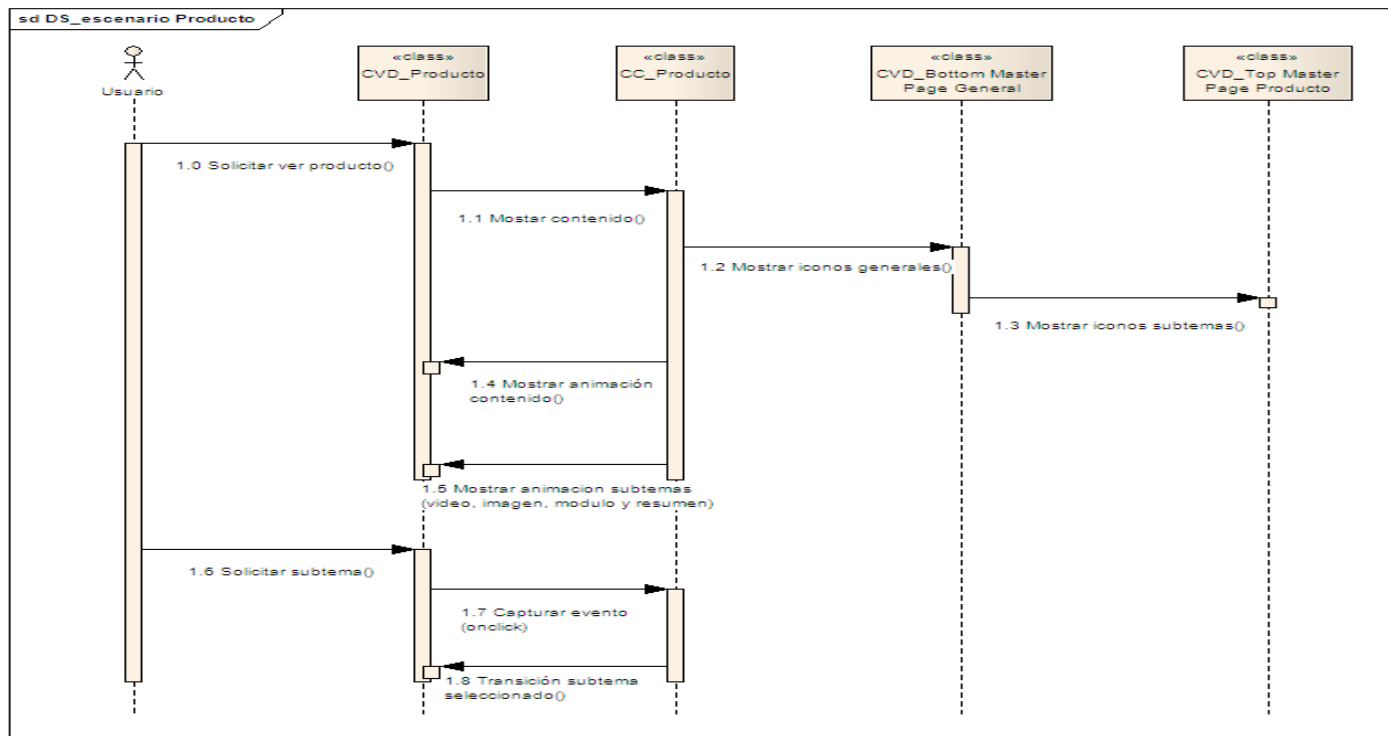 sd DS_escenario Producto
Usuario
«class»
CVD_Producto
«class»
CC_Producto
«class»
CVD_Bottom Master
Page General
«class»
CVD_Top Master
Page Producto
1.0 Solicitar ver producto()
1.1 Mostar contenido()
1.2 Mostrar iconos generales()
1.3 Mostrar iconos subtemas()
1.4 Mostrar animación
contenido()
1.5 Mostrar animacion subtemas
(video, imagen, modulo y resumen)
1.6 Solicitar subtema()
1.7 Capturar evento
(onclick)
1.8 Transición subtema
seleccionado()